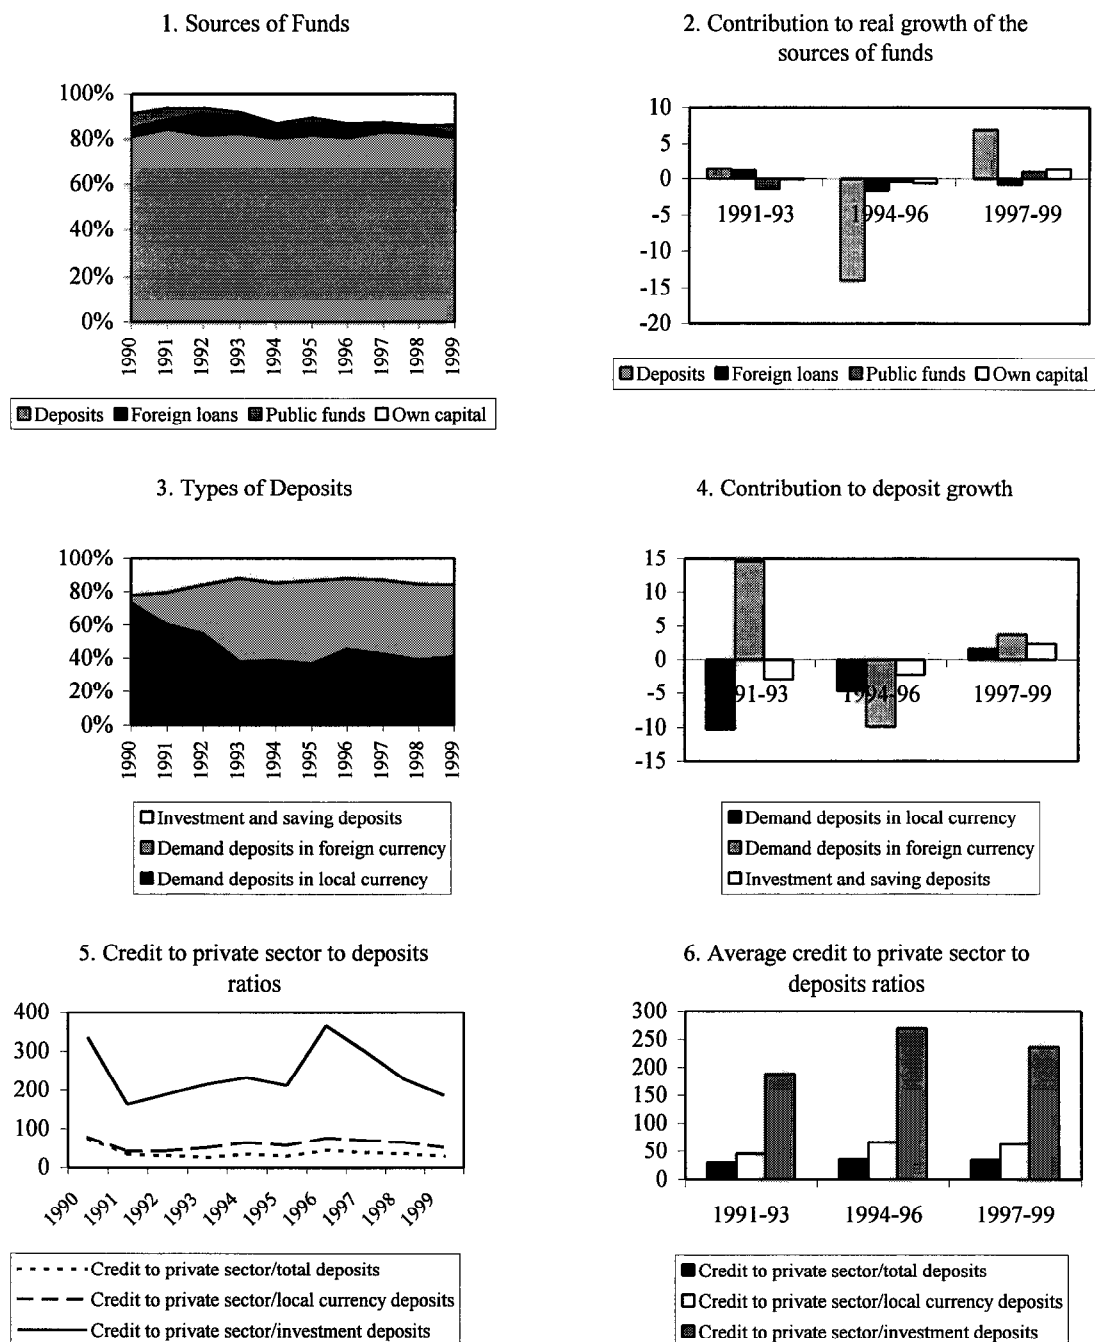 1. Sources of Funds
100%
80%
60%
40%
20%
0%
1990
1991
1992
1993
1994
1995
1996
1997
1998
1999
Deposits Foreign loans Public funds Own capital
2. Contribution to real growth of the
sources of funds
10
5
0
-5
-10
-15
-20
1991-93 1994-96 1997-99
Deposits Foreign loans Public funds Own capital
3. Types of Deposits
100%
80%
60%
40%
20%
0%
1990
1991
1992
1993
1994
1995
1996
1997
1998
1999
Investment and saving deposits
Demand deposits in foreign currency
Demand deposits in local currency
4. Contribution to deposit growth
15
10
5
0
-5
-10
-15
91-93 1994-96 1997-99
Demand deposits in local currency
Demand deposits in foreign currency
Investment and saving deposits
5. Credit to private sector to deposits
ratios
400
300
200
100
0
1990
1991
1992
1993
1994
1995
1996
1997
1998
1999
Credit to private sector/total deposits
Credit to private sector/local currency deposits
Credit to private sector/investment deposits
6. Average credit to private sector to
deposits ratios
300
250
200
150
100
50
0
1991-93 1994-96 1997-99
Credit to private sector/total deposits
Credit to private sector/local currency deposits
Credit to private sector/investment deposits